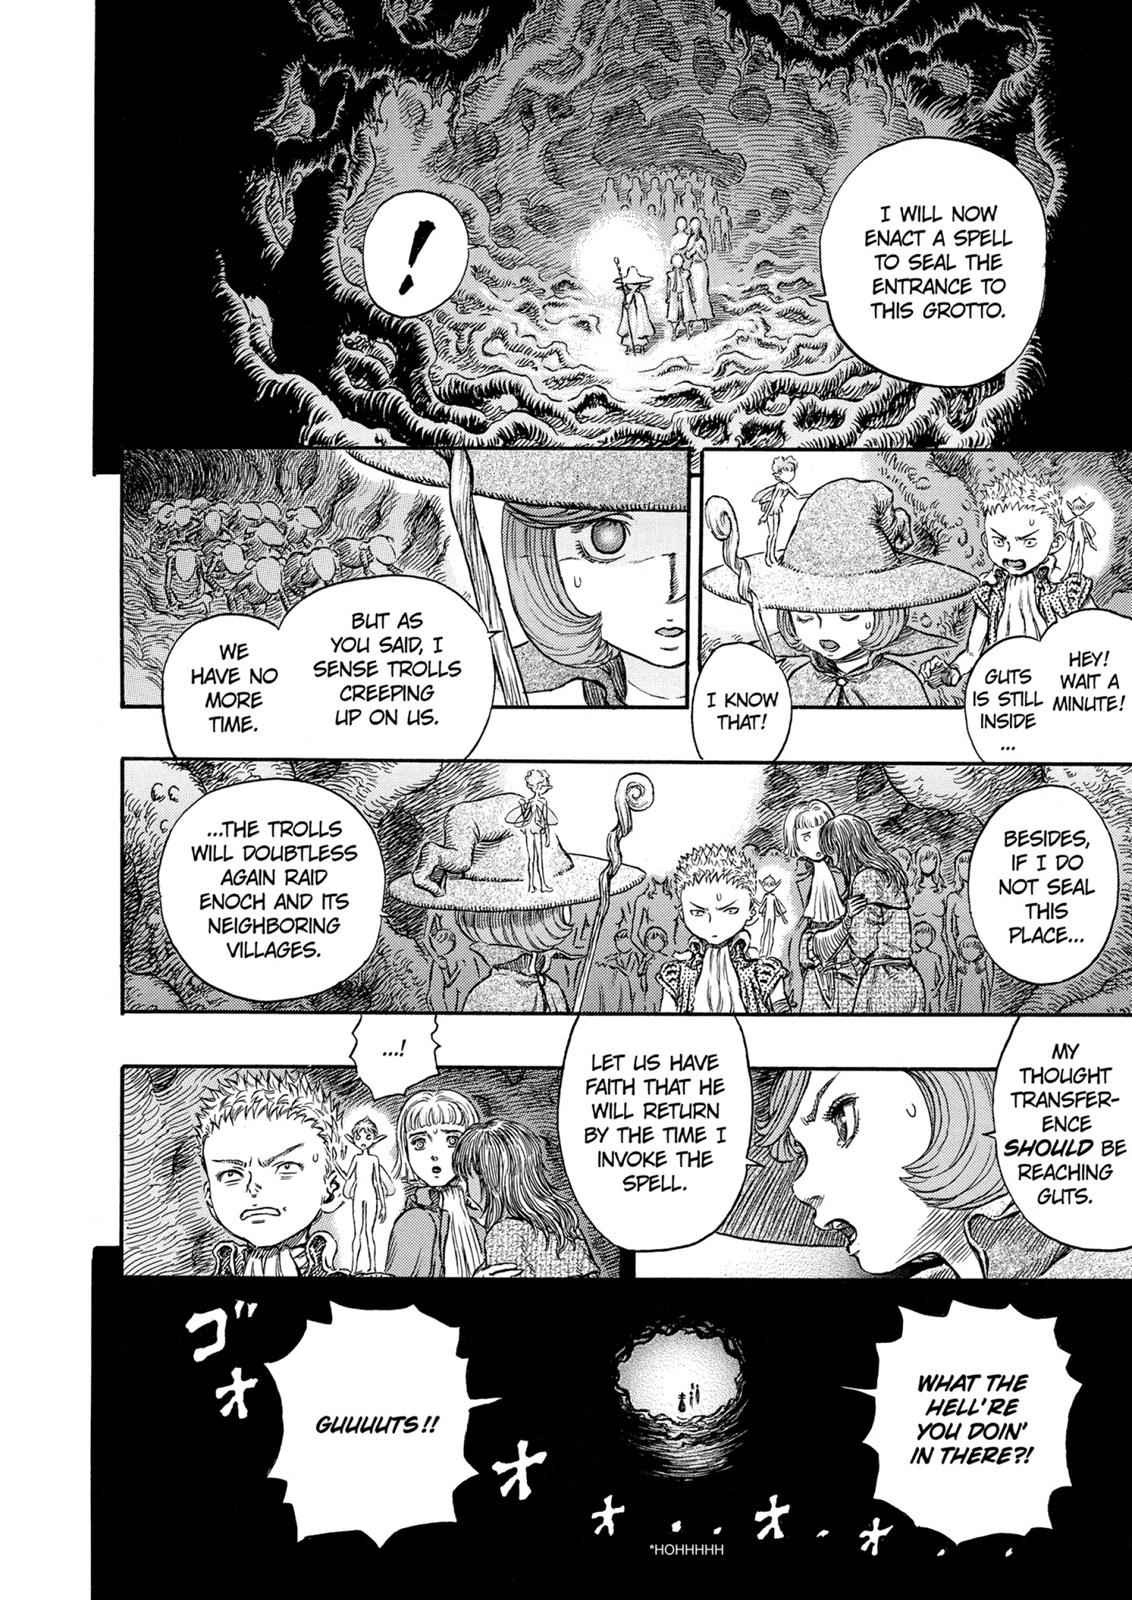 I WILL NOW
ENACT A SPELL
TO SEAL THE
ENTRANCE TO
THIS GROTTO.
!
HEY!
WAIT A
MINUTE!
GUTS
IS STILL
INSIDE
...
I KNOW
THAT!
BUT AS
YOU SAID, I
SENSE TROLLS
CREEPING
UP ON US.
WE
HAVE NO
MORE
TIME.
BESIDES,
IF I DO
NOT SEAL
THIS
PLACE...
...THE TROLLS
WILL DOUBTLESS
AGAIN RAID
ENOCH AND ITS
NEIGHBORING
VILLAGES.
MY
THOUGHT
TRANSFER-
ENCE
SHOULD BE
REACHING
GUTS.
LET US HAVE
FAITH THAT HE
WILL RETURN
BY THE TIME I
INVOKE THE
SPELL.
...!
WHAT THE
HELL'RE
YOU DOIN'
IN THERE?!
GUUUUTS!!
ゴオオオオオ
*HOHHHHH